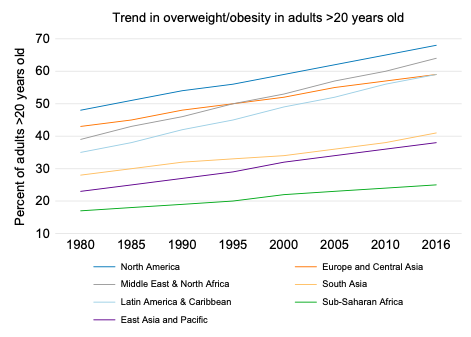 Trend in overweight/obesity in adults >20 years old
Percent of adults >20 years old
70
60
50
40
30
20
10
1980 1985 1990 1995 2000 2005 2010 2016
North America Europe and Central Asia
Middle East & North Africa South Asia
Latin America & Caribbean Sub-Saharan Africa
East Asia and Pacific